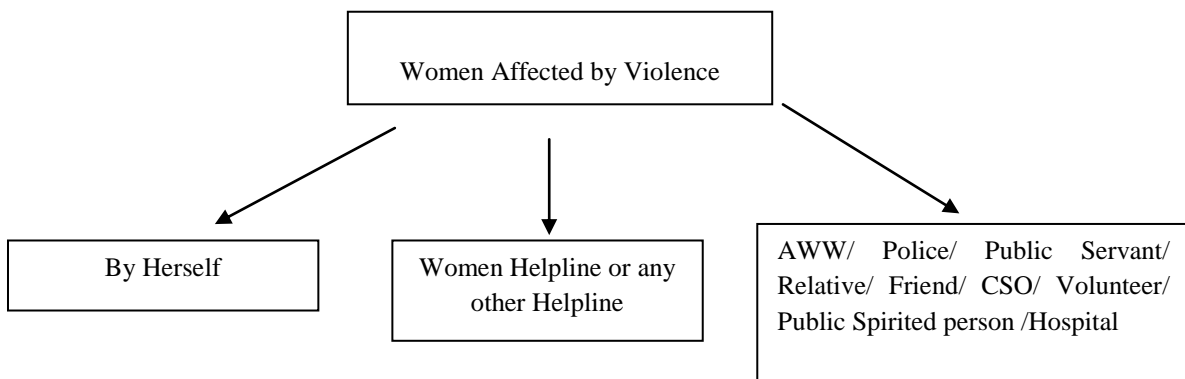 Women Affected by Violence
By Herself
Women Helpline or any
other Helpline
AWW/ Police/ Public Servant/
Relative/ Friend/ CSO/ Volunteer/
Public Spirited person /Hospital